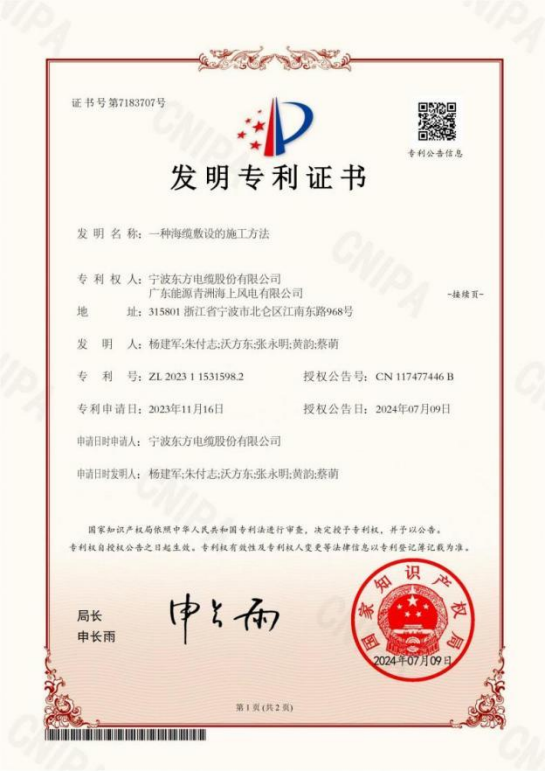 证书号第7183707号
专利公告信息
发明专利证书
发明名称：一种海缆敷设的施工方法
专利权人：宁波东方电缆股份有限公司
广东能源青洲海上风电有限公司
~接续页~
地址：315801 浙江省宁波市北仑区江南东路968号
发明人：杨建军;朱付志;沃方东;张永明;黄韵;蔡萌
专利号：ZL 2023 1 1531598.2 授权公告号：CN 117477446 B
专利申请日：2023年11月16日 授权公告日：2024年07月09日
申请日时申请人：宁波东方电缆股份有限公司
申请日时发明人：杨建军;朱付志;沃方东;张永明;黄韵;蔡萌
国家知识产权局依照中华人民共和国专利法进行审查，决定授予专利权，并予以公告。
专利权自授权公告之日起生效。专利权有效性及专利权人变更等法律信息以专利登记簿记载为准。
局长
申长雨
申长雨
国家知识产权局
2024年07月09日
第1页(共2页)
CNIPA
CNIPA
CNIPA
CNIPA
CNIPA
CNIPA